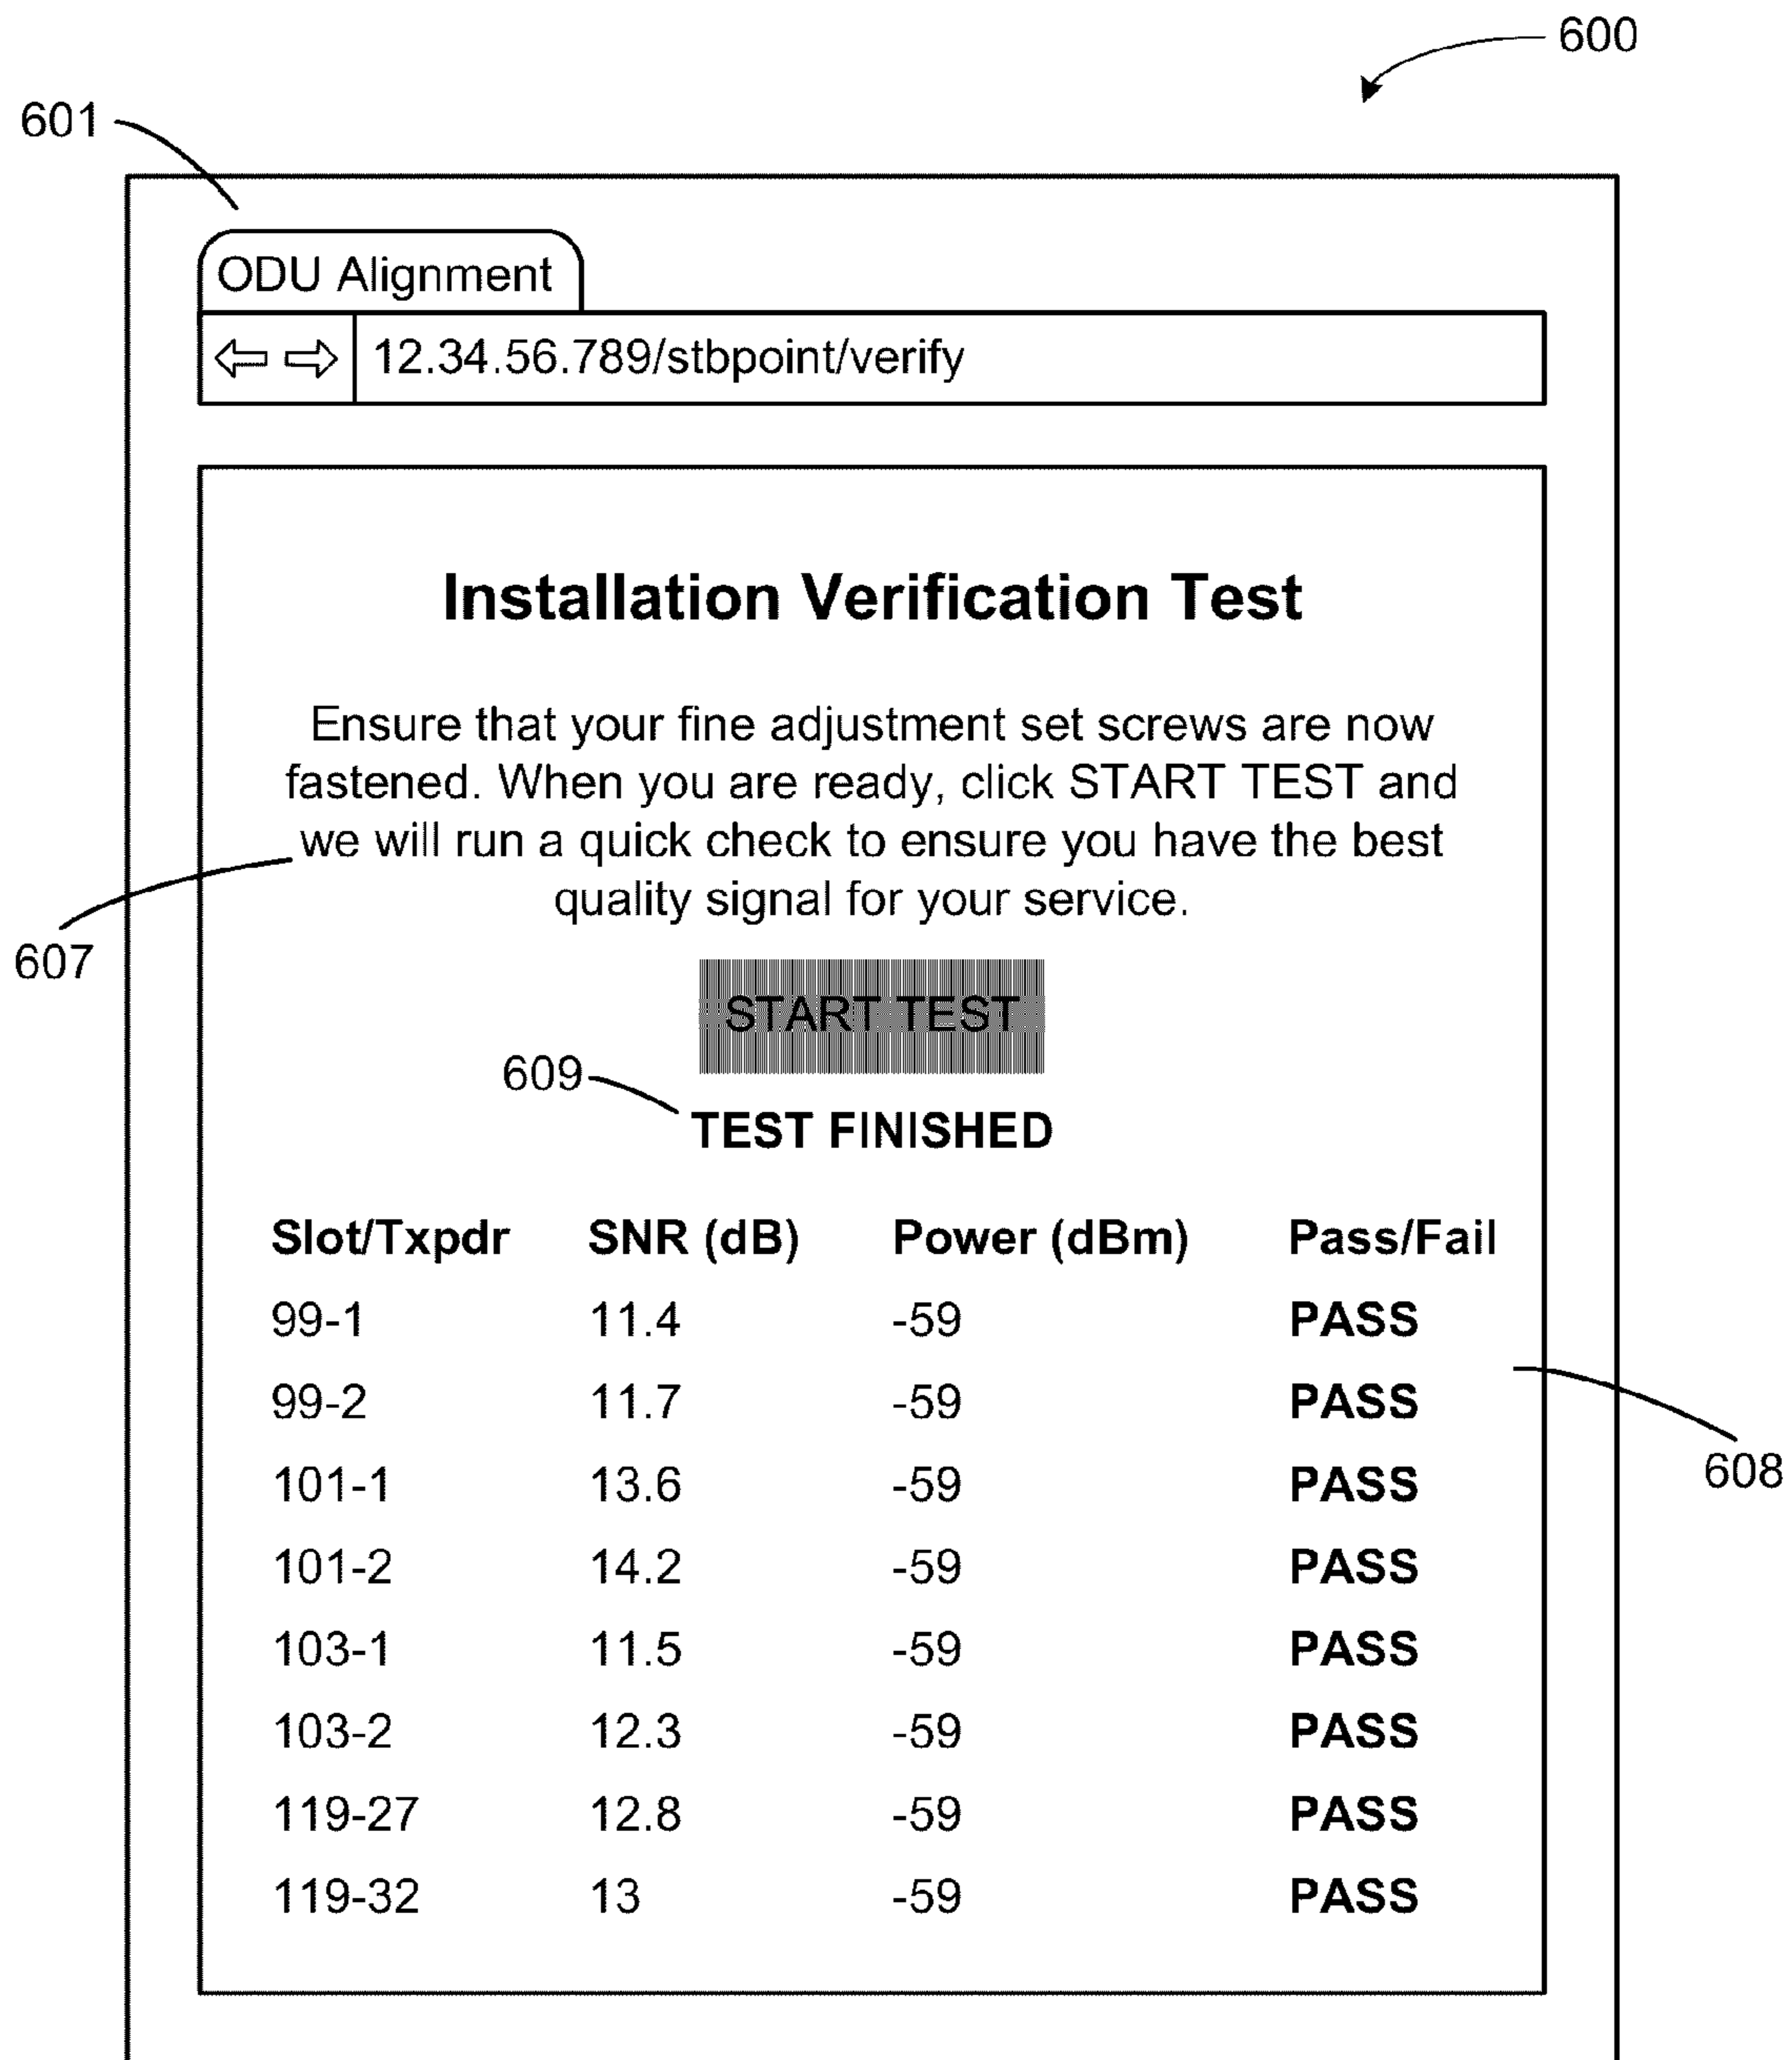 600
601
ODU Alignment
12.34.56.789/stbpoint/verify
Installation Verification Test
Ensure that your fine adjustment set screws are now
fastened. When you are ready, click START TEST and
we will run a quick check to ensure you have the best
quality signal for your service.
607
START TEST
609
TEST FINISHED
Slot/Txpdr SNR (dB) Power (dBm) Pass/Fail
99-1 11.4 -59 PASS
99-2 11.7 -59 PASS
101-1 13.6 -59 PASS
608
101-2 14.2 -59 PASS
103-1 11.5 -59 PASS
103-2 12.3 -59 PASS
119-27 12.8 -59 PASS
119-32 13 -59 PASS